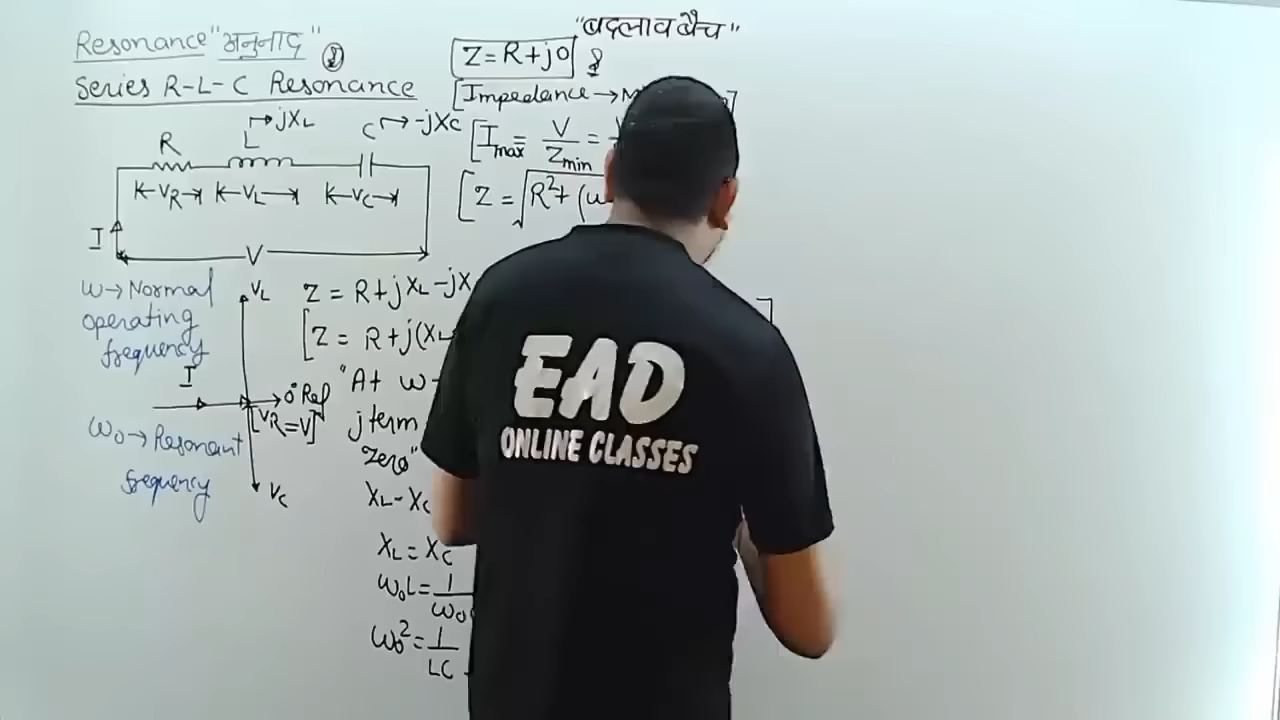 "बदलाव बैच"
Resonance "अनुनाद"
Series R-L-C Resonance
R
L
jXL
C
-jXC
VR
VL
VC
I
V
ω→Normal
operating
frequency
VL
I
0° Ref
[VR=V]
ω0→Resonant
frequency
VC
Z = R+j0
[Impedance →
[Imax = V/Zmin =
[Z = √R²+(ω
Z = R+jXL-jX
[Z = R+j(XL
"At ω
j term
zero"
XL-XC
XL = XC
ω0L = 1/ω0
ω0² = 1/LC
EAD
ONLINE CLASSES